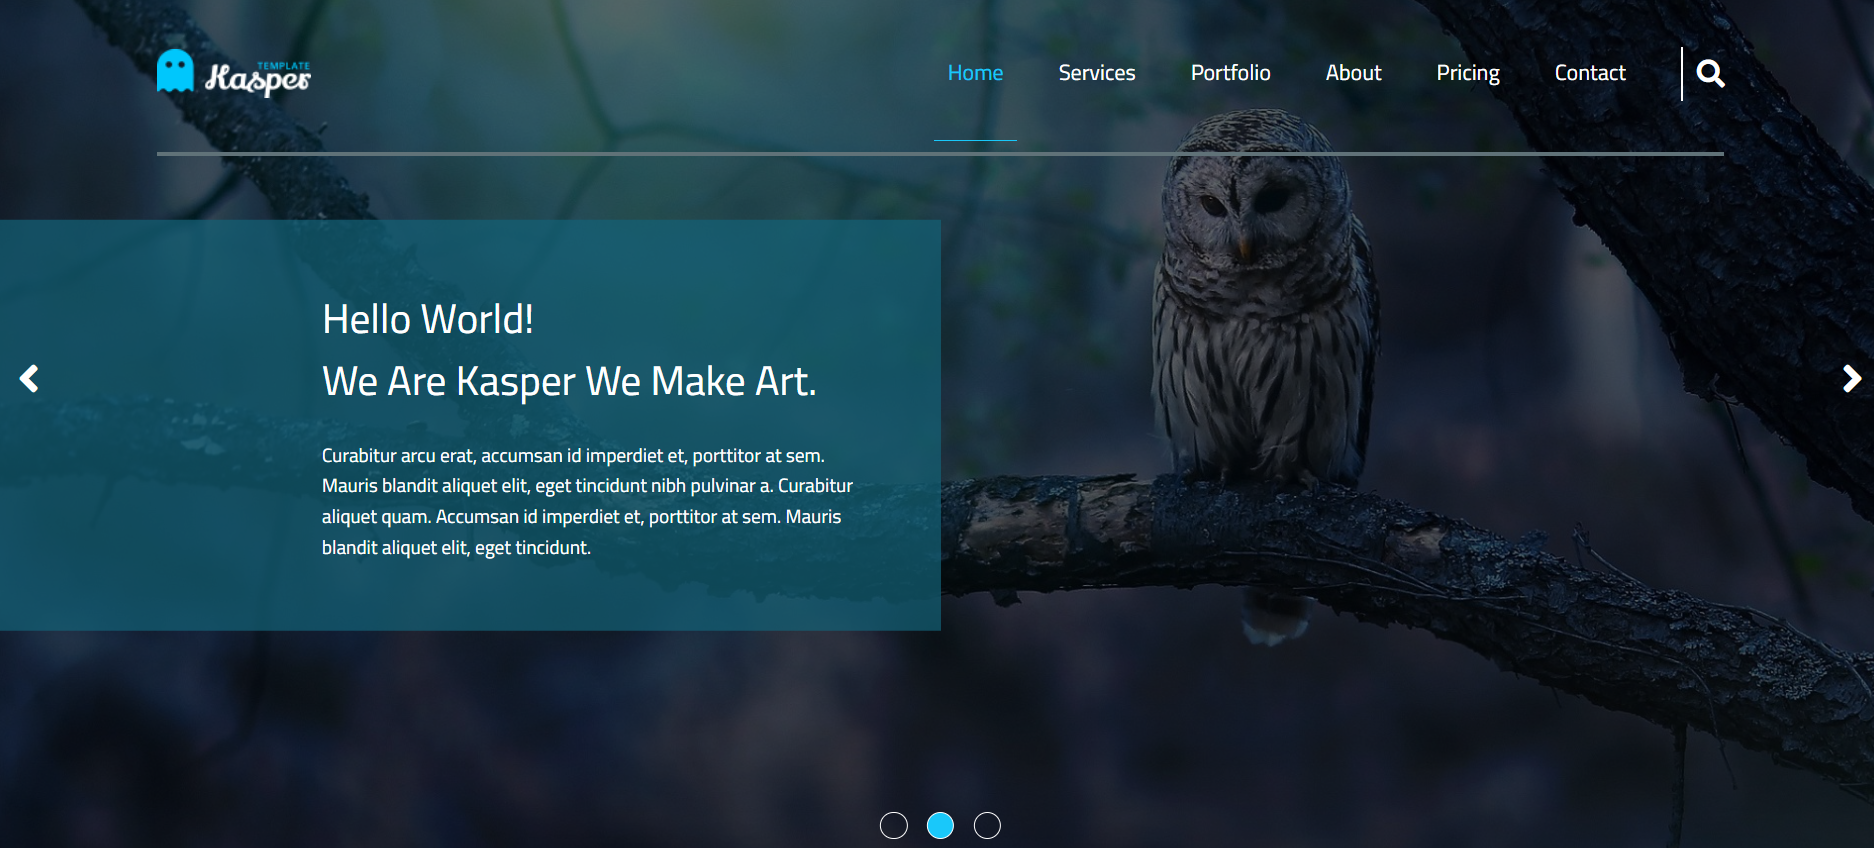 TEMPLATE
Kasper
Home Services Portfolio About Pricing Contact
Hello World!
We Are Kasper We Make Art.
Curabitur arcu erat, accumsan id imperdiet et, porttitor at sem.
Mauris blandit aliquet elit, eget tincidunt nibh pulvinar a. Curabitur
aliquet quam. Accumsan id imperdiet et, porttitor at sem. Mauris
blandit aliquet elit, eget tincidunt.